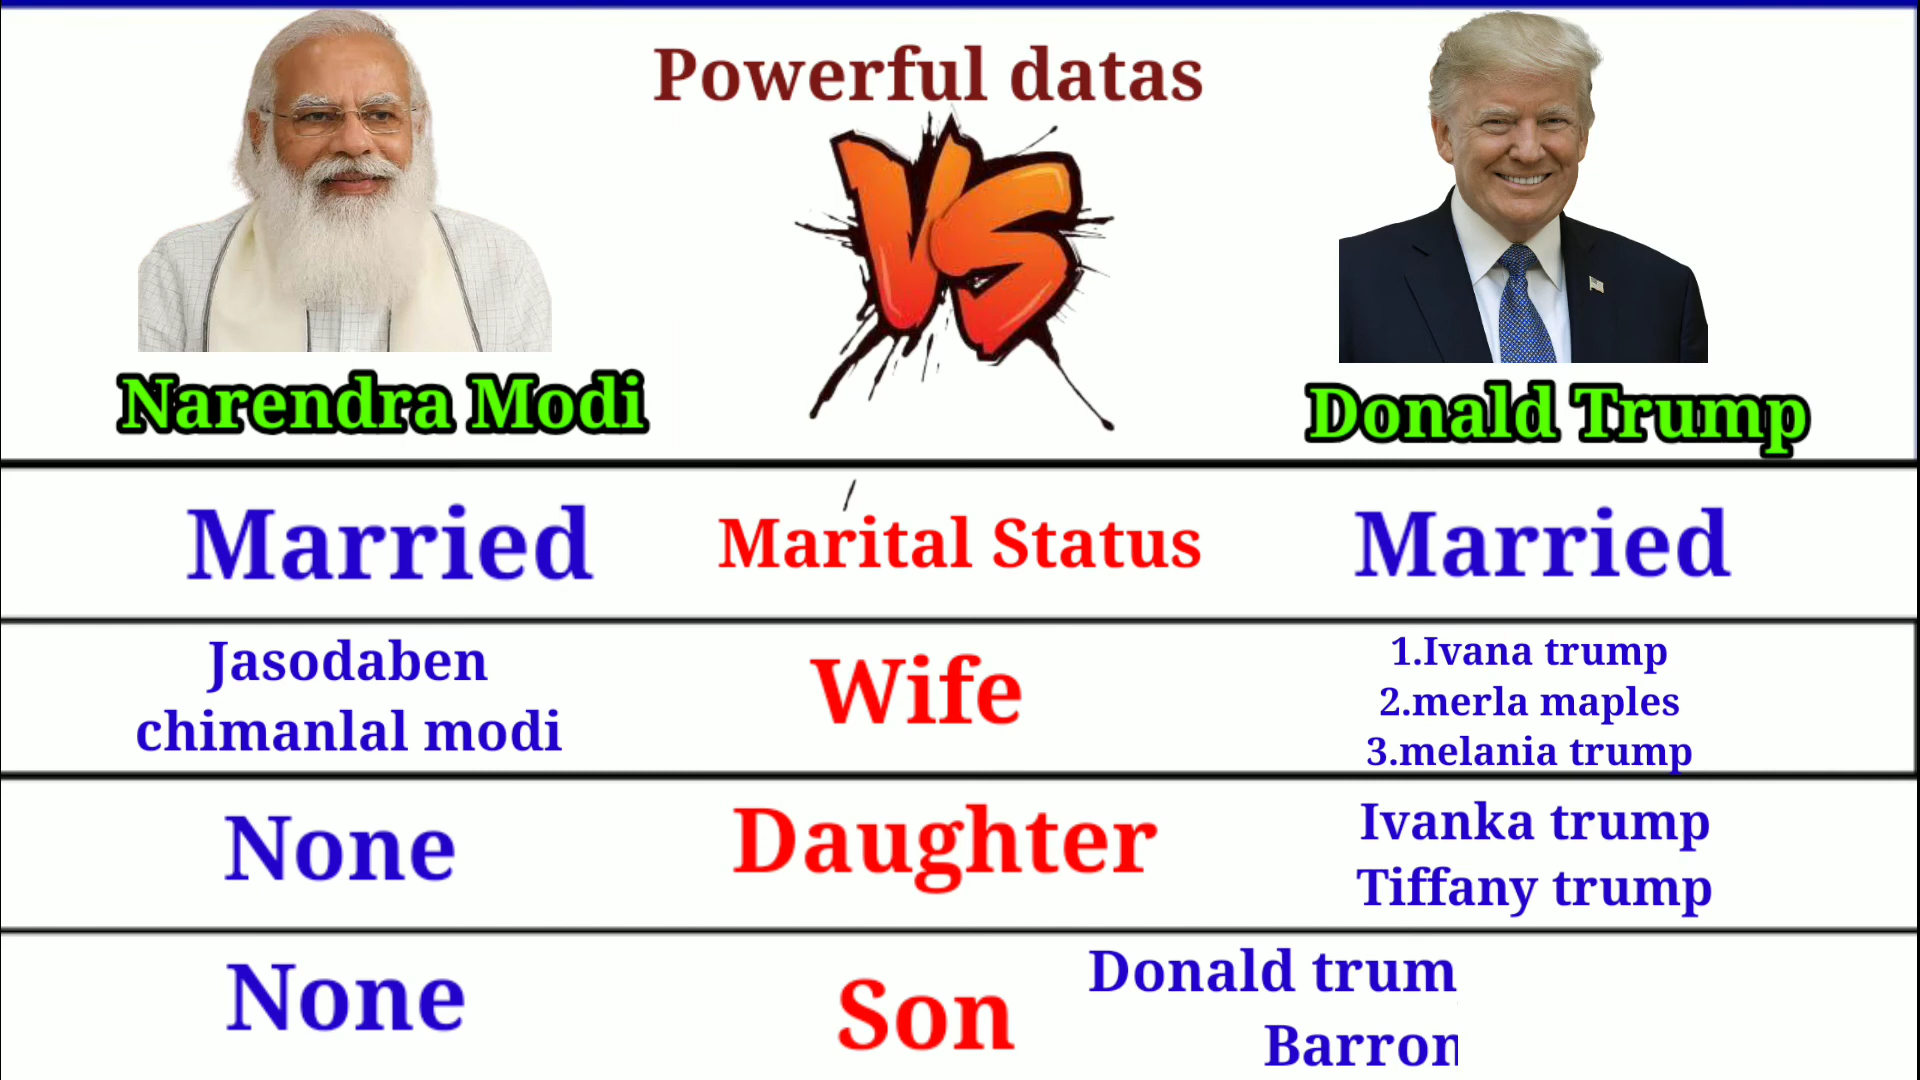 Powerful datas
VS
Narendra Modi
Donald Trump
Married
Marital Status
Married
Jasodaben
chimanlal modi
Wife
1.Ivana trump
2.merla maples
3.melania trump
None
Daughter
Ivanka trump
Tiffany trump
None
Son
Donald trum
Barron